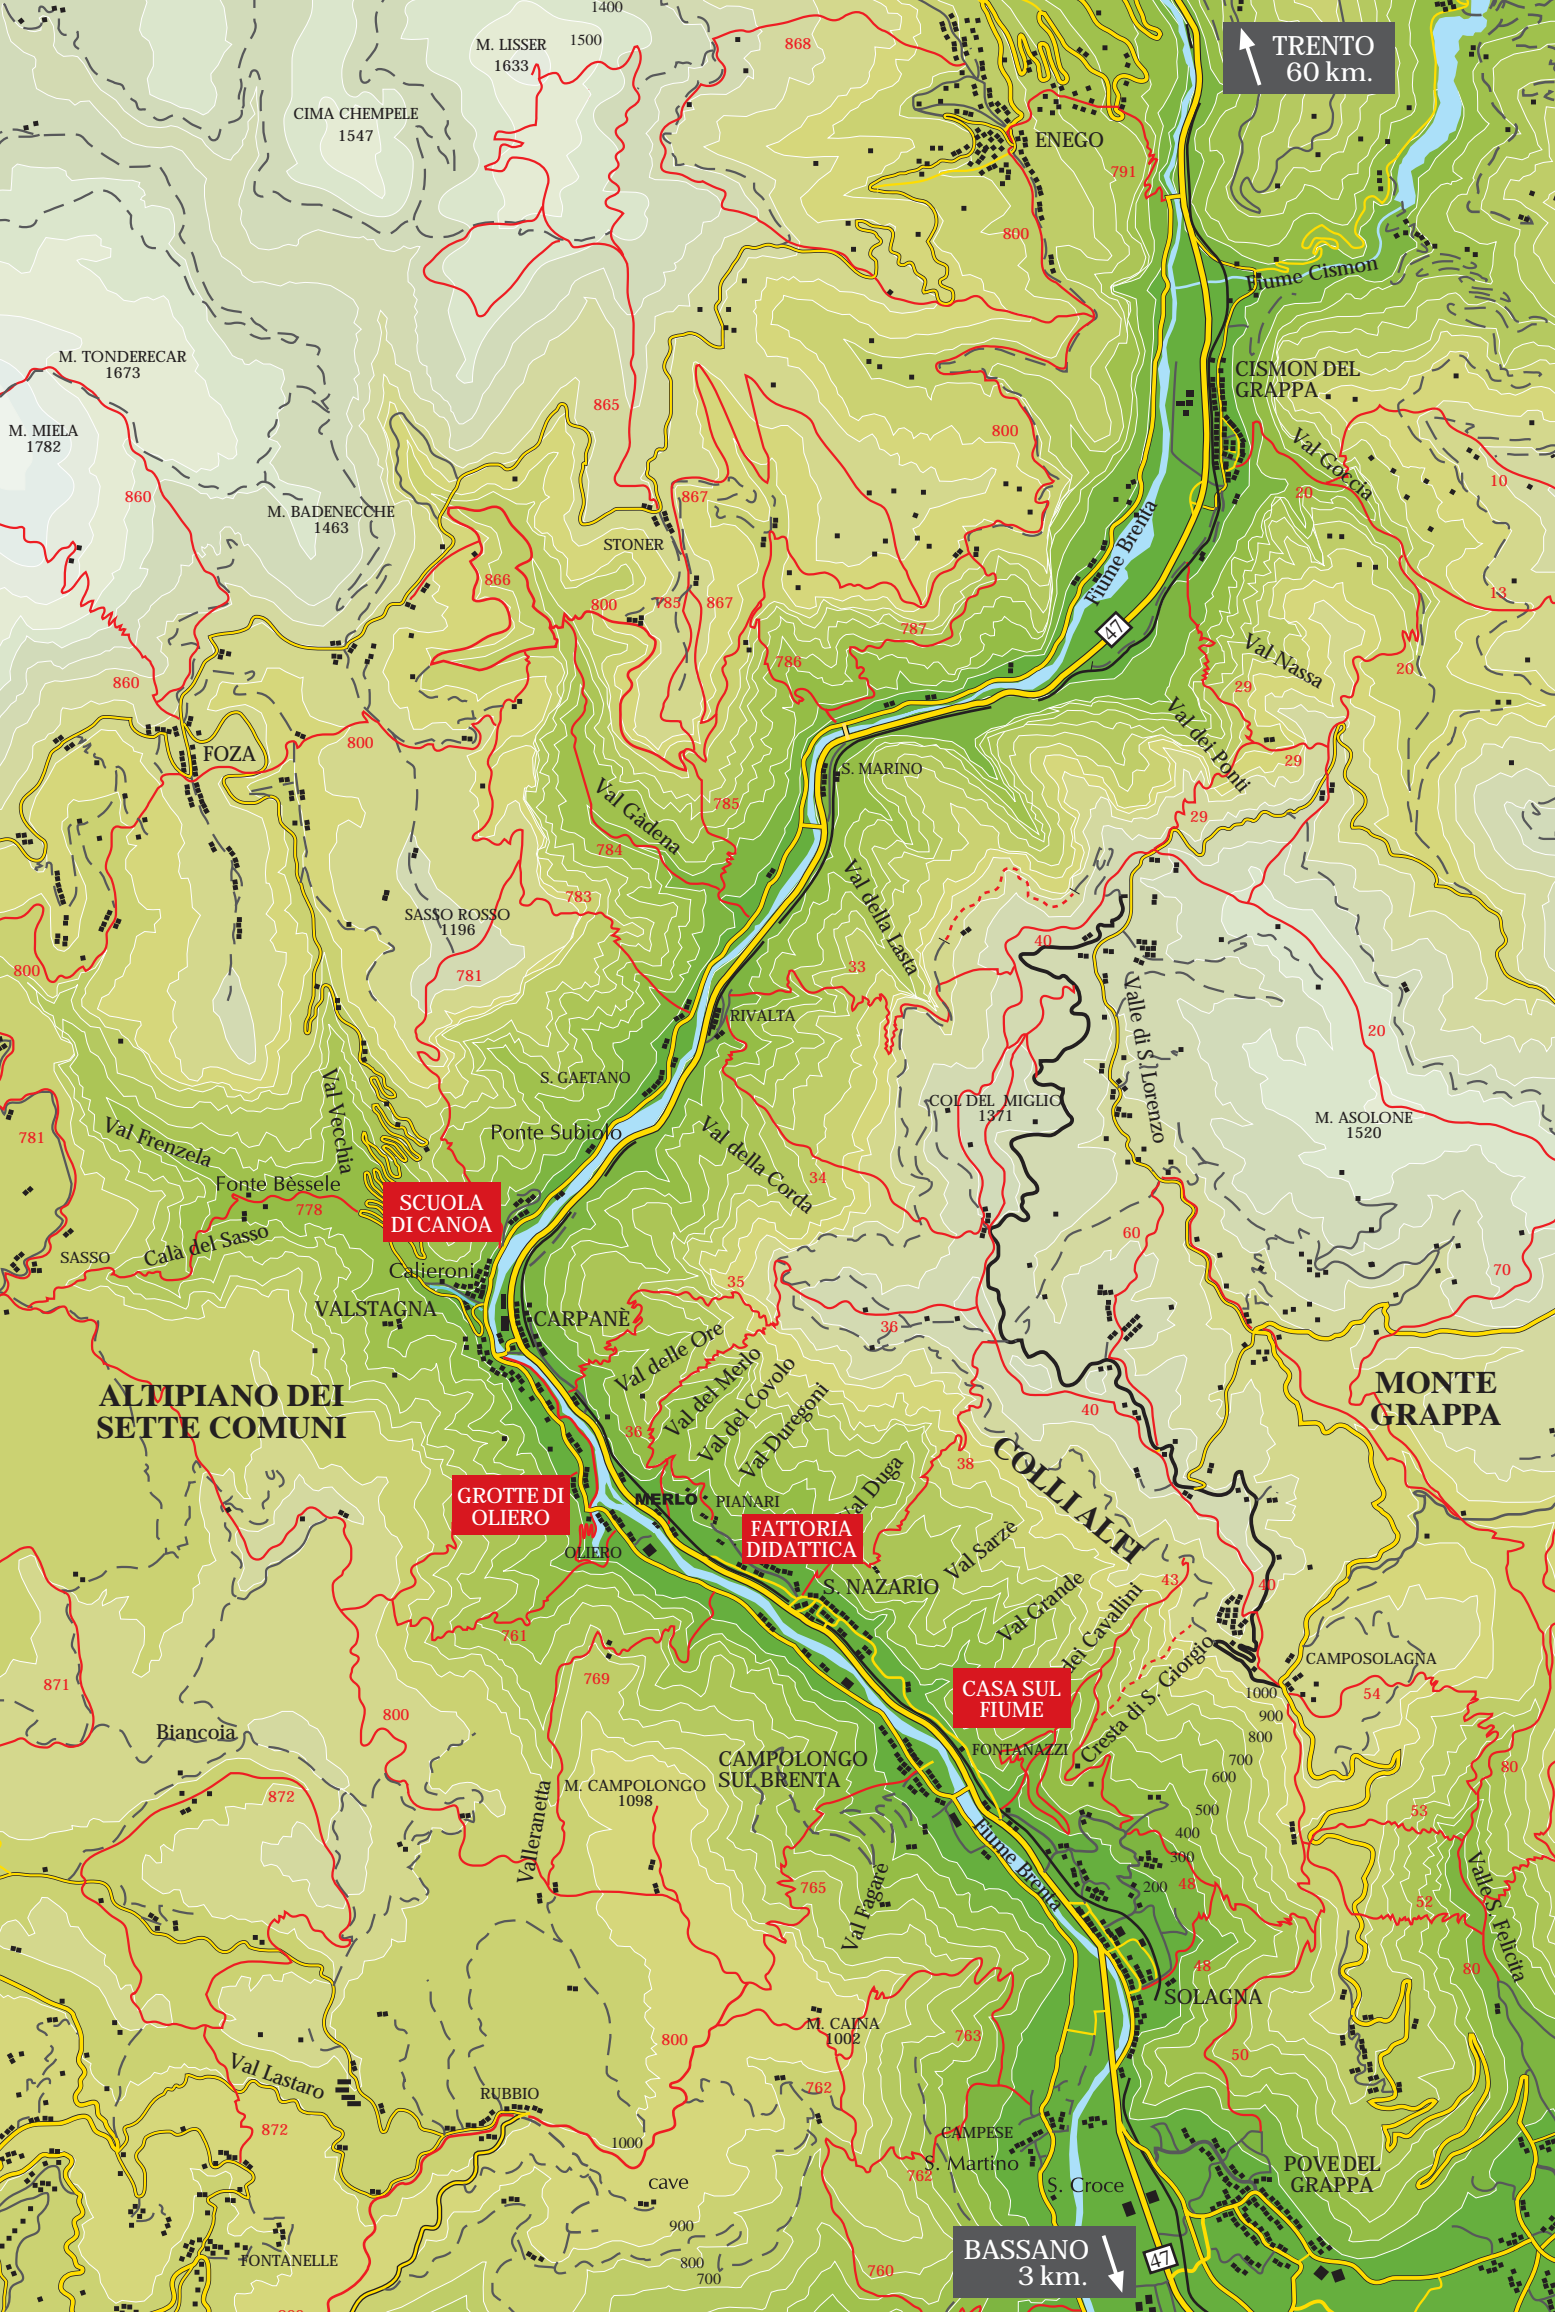 1400
M. LISSER
1633
1500
868
TRENTO
60 km.
CIMA CHEMPELE
1547
ENEGO
791
800
Fiume Cismon
M. TONDERECAR
1673
CISMON DEL
GRAPPA
865
M. MIELA
1782
800
Val Goccia
860
867
20
10
M. BADENECCHE
1463
STONER
Fiume Brenta
866
800
785
867
13
787
47
Val Nassa
786
20
860
29
Val dei Ponti
800
FOZA
29
S. MARINO
Val Gàdena
785
29
784
Val della Lasta
783
SASSO ROSSO
1196
40
800
781
33
Valle di S. Lorenzo
RIVALTA
20
S. GAETANO
Val Vecchia
COL DEL MIGLIO
1371
M. ASOLONE
1520
781
Val Frenzela
Ponte Subiolo
Val della Corda
Fonte Bèssele
34
778
SCUOLA
DI CANOA
60
Calà del Sasso
SASSO
Calieroni
70
35
VALSTAGNA
CARPANÈ
36
Val delle Ore
Val del Merlo
Val del Covolo
Val Duregoni
ALTIPIANO DEI
SETTE COMUNI
MONTE
GRAPPA
40
36
38
COLLI ALTI
GROTTE DI
OLIERO
MERLO
PIANARI
Val Duga
FATTORIA
DIDATTICA
OLIERO
Val Sarzè
S. NAZARIO
43
40
Val Grande
dei Cavallini
761
Cresta di S. Giorgio
CAMPOSOLAGNA
769
871
CASA SUL
FIUME
1000
54
800
900
Biancoia
800
FONTANAZZI
700
CAMPOLONGO
SUL BRENTA
80
600
M. CAMPOLONGO
1098
872
500
53
Valleranetta
400
Fiume Brenta
300
200
48
765
Val Fagarè
52
Valle S. Felicita
48
80
SOLAGNA
M. CAINA
1002
763
800
50
Val Lastaro
762
RUBBIO
872
CAMPESE
1000
S. Martino
762
POVE DEL
GRAPPA
cave
S. Croce
900
BASSANO
3 km.
47
FONTANELLE
800
700
760